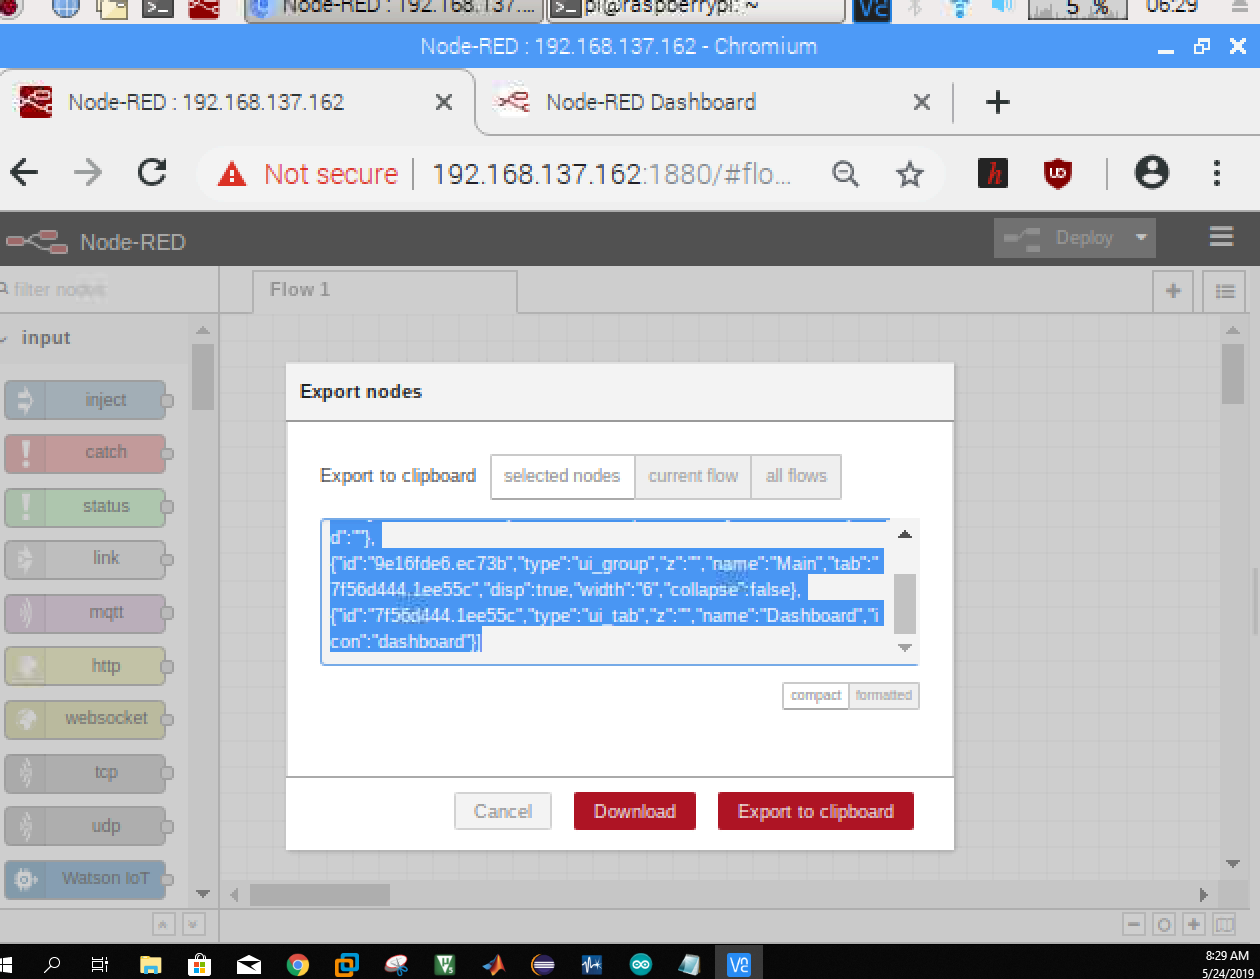 Node-RED : 192.168.137....
pi@raspberrypi: ~
5 %
06:29
Node-RED : 192.168.137.162 - Chromium
Node-RED : 192.168.137.162
Node-RED Dashboard
Not secure
192.168.137.162:1880/#flo...
Node-RED
Deploy
filter nodes
Flow 1
input
inject
catch
status
link
mqtt
http
websocket
tcp
udp
Watson IoT
Export nodes
Export to clipboard
selected nodes
current flow
all flows
d":""},
{"id":"9e16fde6.ec73b","type":"ui_group","z":"","name":"Main","tab":"
7f56d444.1ee55c","disp":true,"width":"6","collapse":false},
{"id":"7f56d444.1ee55c","type":"ui_tab","z":"","name":"Dashboard","i
con":"dashboard"}]
compact
formatted
Cancel
Download
Export to clipboard
8:29 AM
5/24/2019